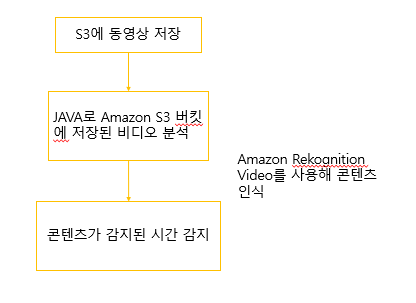 S3에 동영상 저장
JAVA로 Amazon S3 버킷
에 저장된 비디오 분석
Amazon Rekognition
Video를 사용해 콘텐츠
인식
콘텐츠가 감지된 시간 감지